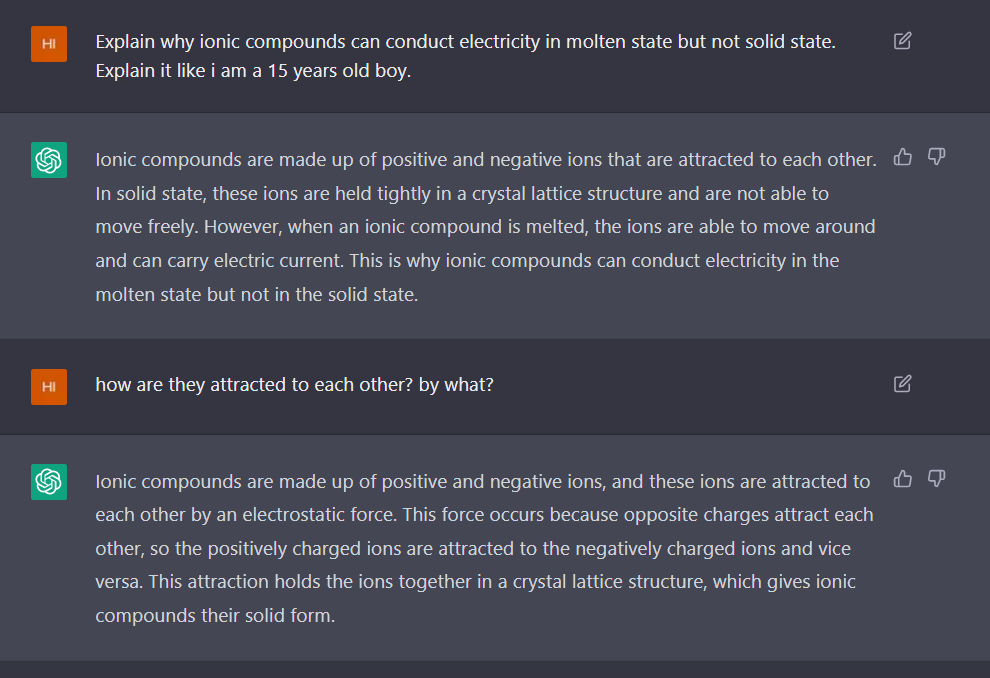 HI
Explain why ionic compounds can conduct electricity in molten state but not solid state.
Explain it like i am a 15 years old boy.
Ionic compounds are made up of positive and negative ions that are attracted to each other.
In solid state, these ions are held tightly in a crystal lattice structure and are not able to
move freely. However, when an ionic compound is melted, the ions are able to move around
and can carry electric current. This is why ionic compounds can conduct electricity in the
molten state but not in the solid state.
HI
how are they attracted to each other? by what?
Ionic compounds are made up of positive and negative ions, and these ions are attracted to
each other by an electrostatic force. This force occurs because opposite charges attract each
other, so the positively charged ions are attracted to the negatively charged ions and vice
versa. This attraction holds the ions together in a crystal lattice structure, which gives ionic
compounds their solid form.